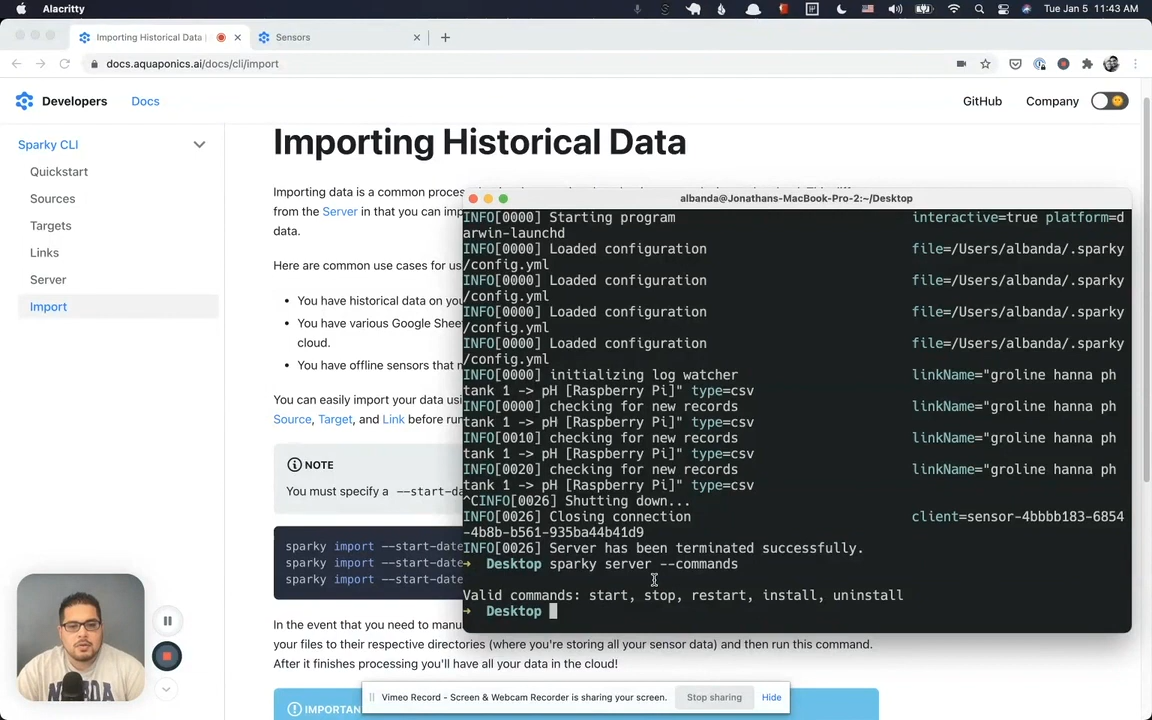 Alacritty
Tue Jan 5 11:43 AM
Importing Historical Data |
Sensors
docs.aquaponics.ai/docs/cli/import
Developers
Docs
GitHub
Company
Sparky CLI
Quickstart
Sources
Targets
Links
Server
Import
Importing Historical Data
Importing data is a common proces
from the Server in that you can imp
data.
Here are common use cases for us
You have historical data on you
You have various Google Shee
cloud.
You have offline sensors that m
You can easily import your data usi
Source, Target, and Link before run
NOTE
You must specify a --start-da
sparky import --start-date
sparky import --start-date
sparky import --start-date
In the event that you need to manu
your files to their respective directories (where you're storing all your sensor data) and then run this command.
After it finishes processing you'll have all your data in the cloud!
IMPORTAN
albanda@Jonathans-MacBook-Pro-2:~/Desktop
INFO[0000] Starting program interactive=true platform=d
arwin-launchd
INFO[0000] Loaded configuration file=/Users/albanda/.sparky
/config.yml
INFO[0000] Loaded configuration file=/Users/albanda/.sparky
/config.yml
INFO[0000] Loaded configuration file=/Users/albanda/.sparky
/config.yml
INFO[0000] Loaded configuration file=/Users/albanda/.sparky
/config.yml
INFO[0000] initializing log watcher linkName="groline hanna ph
tank 1 -> pH [Raspberry Pi]" type=csv
INFO[0000] checking for new records linkName="groline hanna ph
tank 1 -> pH [Raspberry Pi]" type=csv
INFO[0010] checking for new records linkName="groline hanna ph
tank 1 -> pH [Raspberry Pi]" type=csv
INFO[0020] checking for new records linkName="groline hanna ph
tank 1 -> pH [Raspberry Pi]" type=csv
^CINFO[0026] Shutting down...
INFO[0026] Closing connection client=sensor-4bbbb183-6854
-4b8b-b561-935ba44b41d9
INFO[0026] Server has been terminated successfully.
→ Desktop sparky server --commands
Valid commands: start, stop, restart, install, uninstall
→ Desktop
Vimeo Record - Screen & Webcam Recorder is sharing your screen.
Stop sharing
Hide